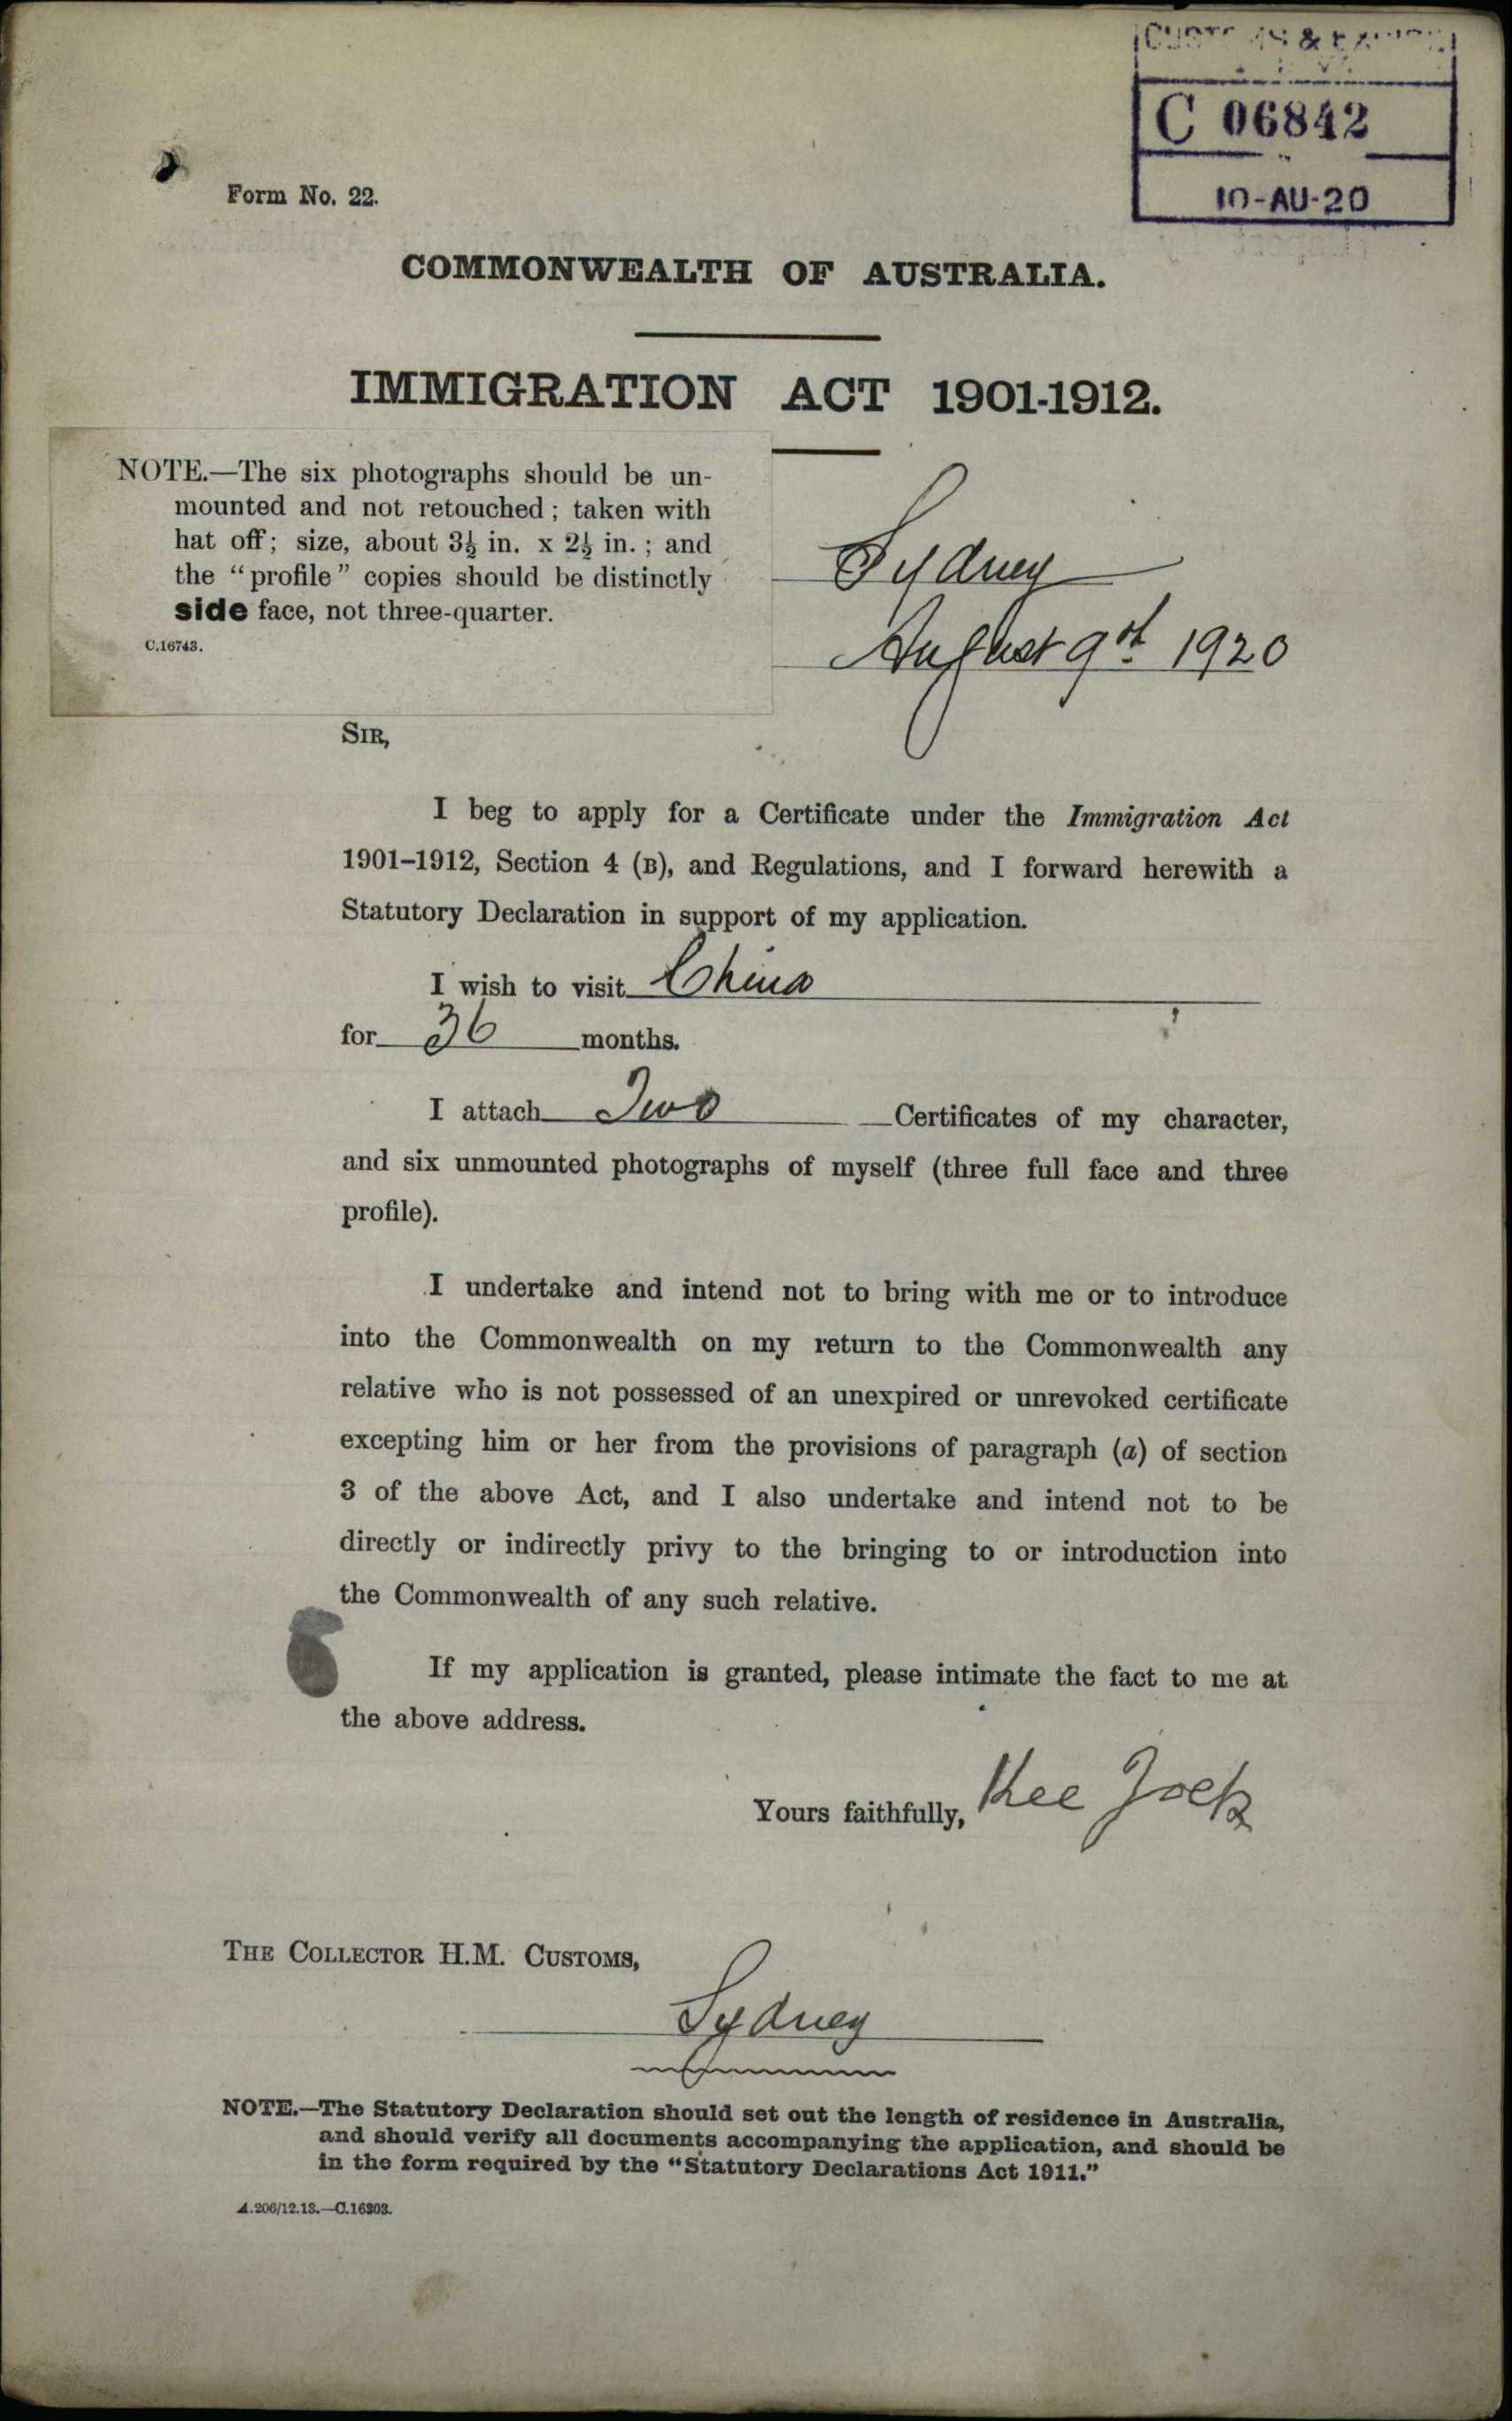 CUSTOMS & EXCISE
C 06842
10-AU-20
Form No. 22.
COMMONWEALTH OF AUSTRALIA.
IMMIGRATION ACT 1901-1912.
NOTE.—The six photographs should be un-
mounted and not retouched; taken with
hat off; size, about 3½ in. x 2½ in.; and
the “profile” copies should be distinctly
side face, not three-quarter.
C.16743.
Sydney
August 9th 1920
SIR,
I beg to apply for a Certificate under the Immigration Act
1901–1912, Section 4 (B), and Regulations, and I forward herewith a
Statutory Declaration in support of my application.
I wish to visit China
for 36 months.
I attach Two Certificates of my character,
and six unmounted photographs of myself (three full face and three
profile).
I undertake and intend not to bring with me or to introduce
into the Commonwealth on my return to the Commonwealth any
relative who is not possessed of an unexpired or unrevoked certificate
excepting him or her from the provisions of paragraph (a) of section
3 of the above Act, and I also undertake and intend not to be
directly or indirectly privy to the bringing to or introduction into
the Commonwealth of any such relative.
If my application is granted, please intimate the fact to me at
the above address.
Yours faithfully, Kee Jock
THE COLLECTOR H.M. CUSTOMS,
Sydney
NOTE.—The Statutory Declaration should set out the length of residence in Australia,
and should verify all documents accompanying the application, and should be
in the form required by the “Statutory Declarations Act 1911.”
A.206/12.13.—C.16303.